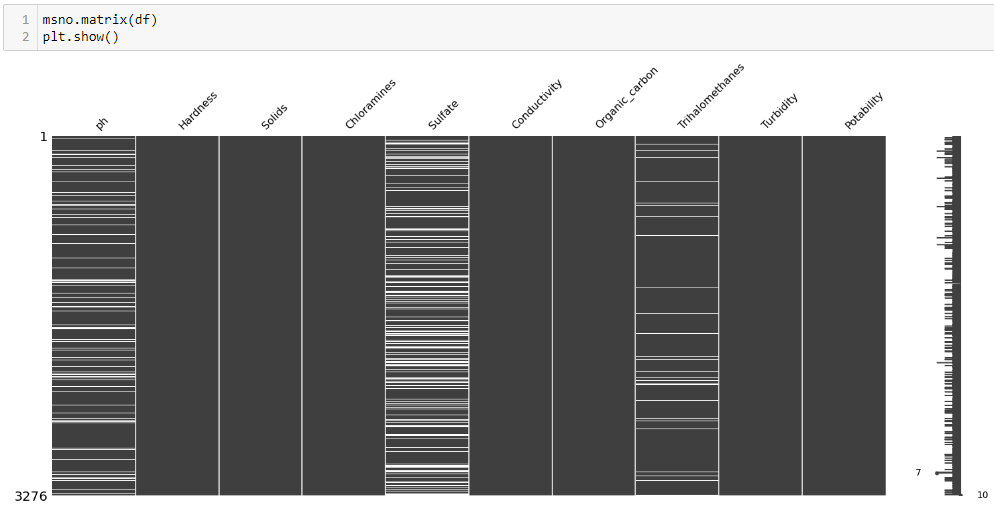 1 msno.matrix(df)
2 plt.show()
ph Hardness Solids Chloramines Sulfate Conductivity Organic_carbon Trihalomethanes Turbidity Potability
1
7
3276 10